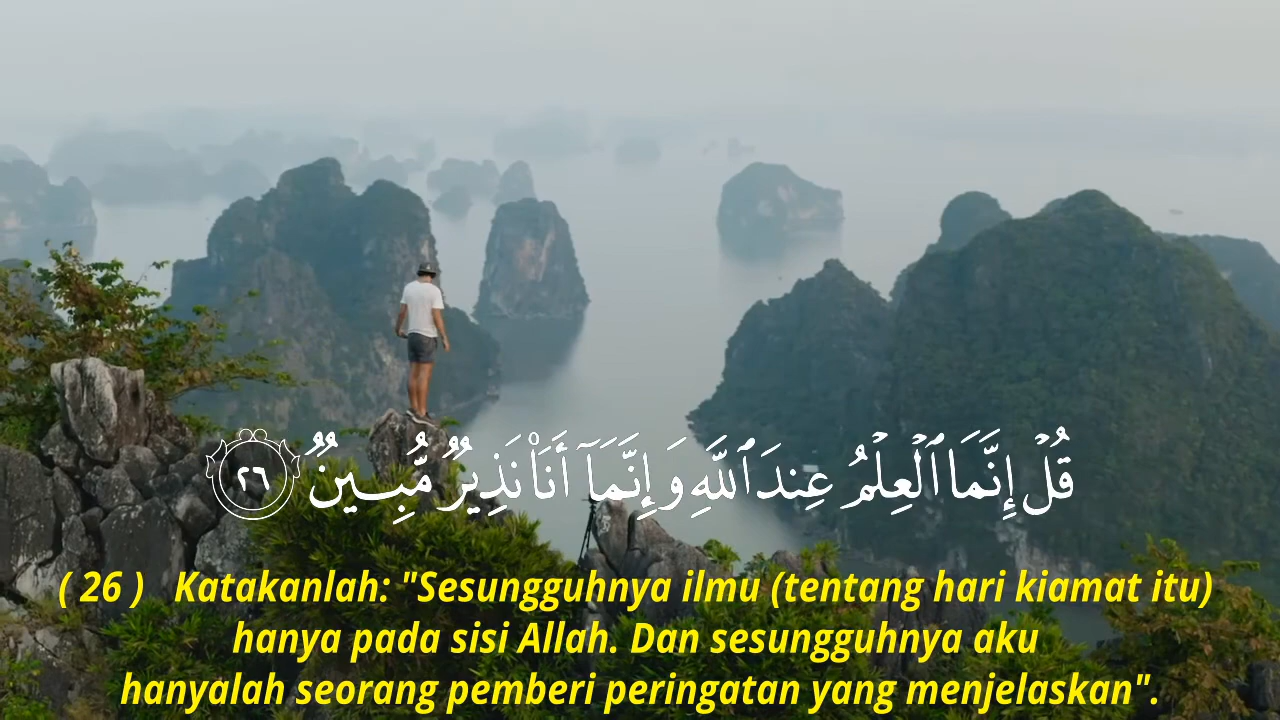 قُلْ إِنَّمَا ٱلْعِلْمُ عِندَ ٱللَّهِ وَإِنَّمَآ أَنَا۠ نَذِيرٌ مُّبِينٌ ٢٦
( 26 ) Katakanlah: "Sesungguhnya ilmu (tentang hari kiamat itu)
hanya pada sisi Allah. Dan sesungguhnya aku
hanyalah seorang pemberi peringatan yang menjelaskan".